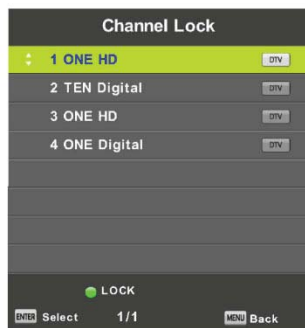 Channel Lock
1 ONE HD DTV
2 TEN Digital DTV
3 ONE HD DTV
4 ONE Digital DTV
LOCK
ENTER Select 1/1 MENU Back